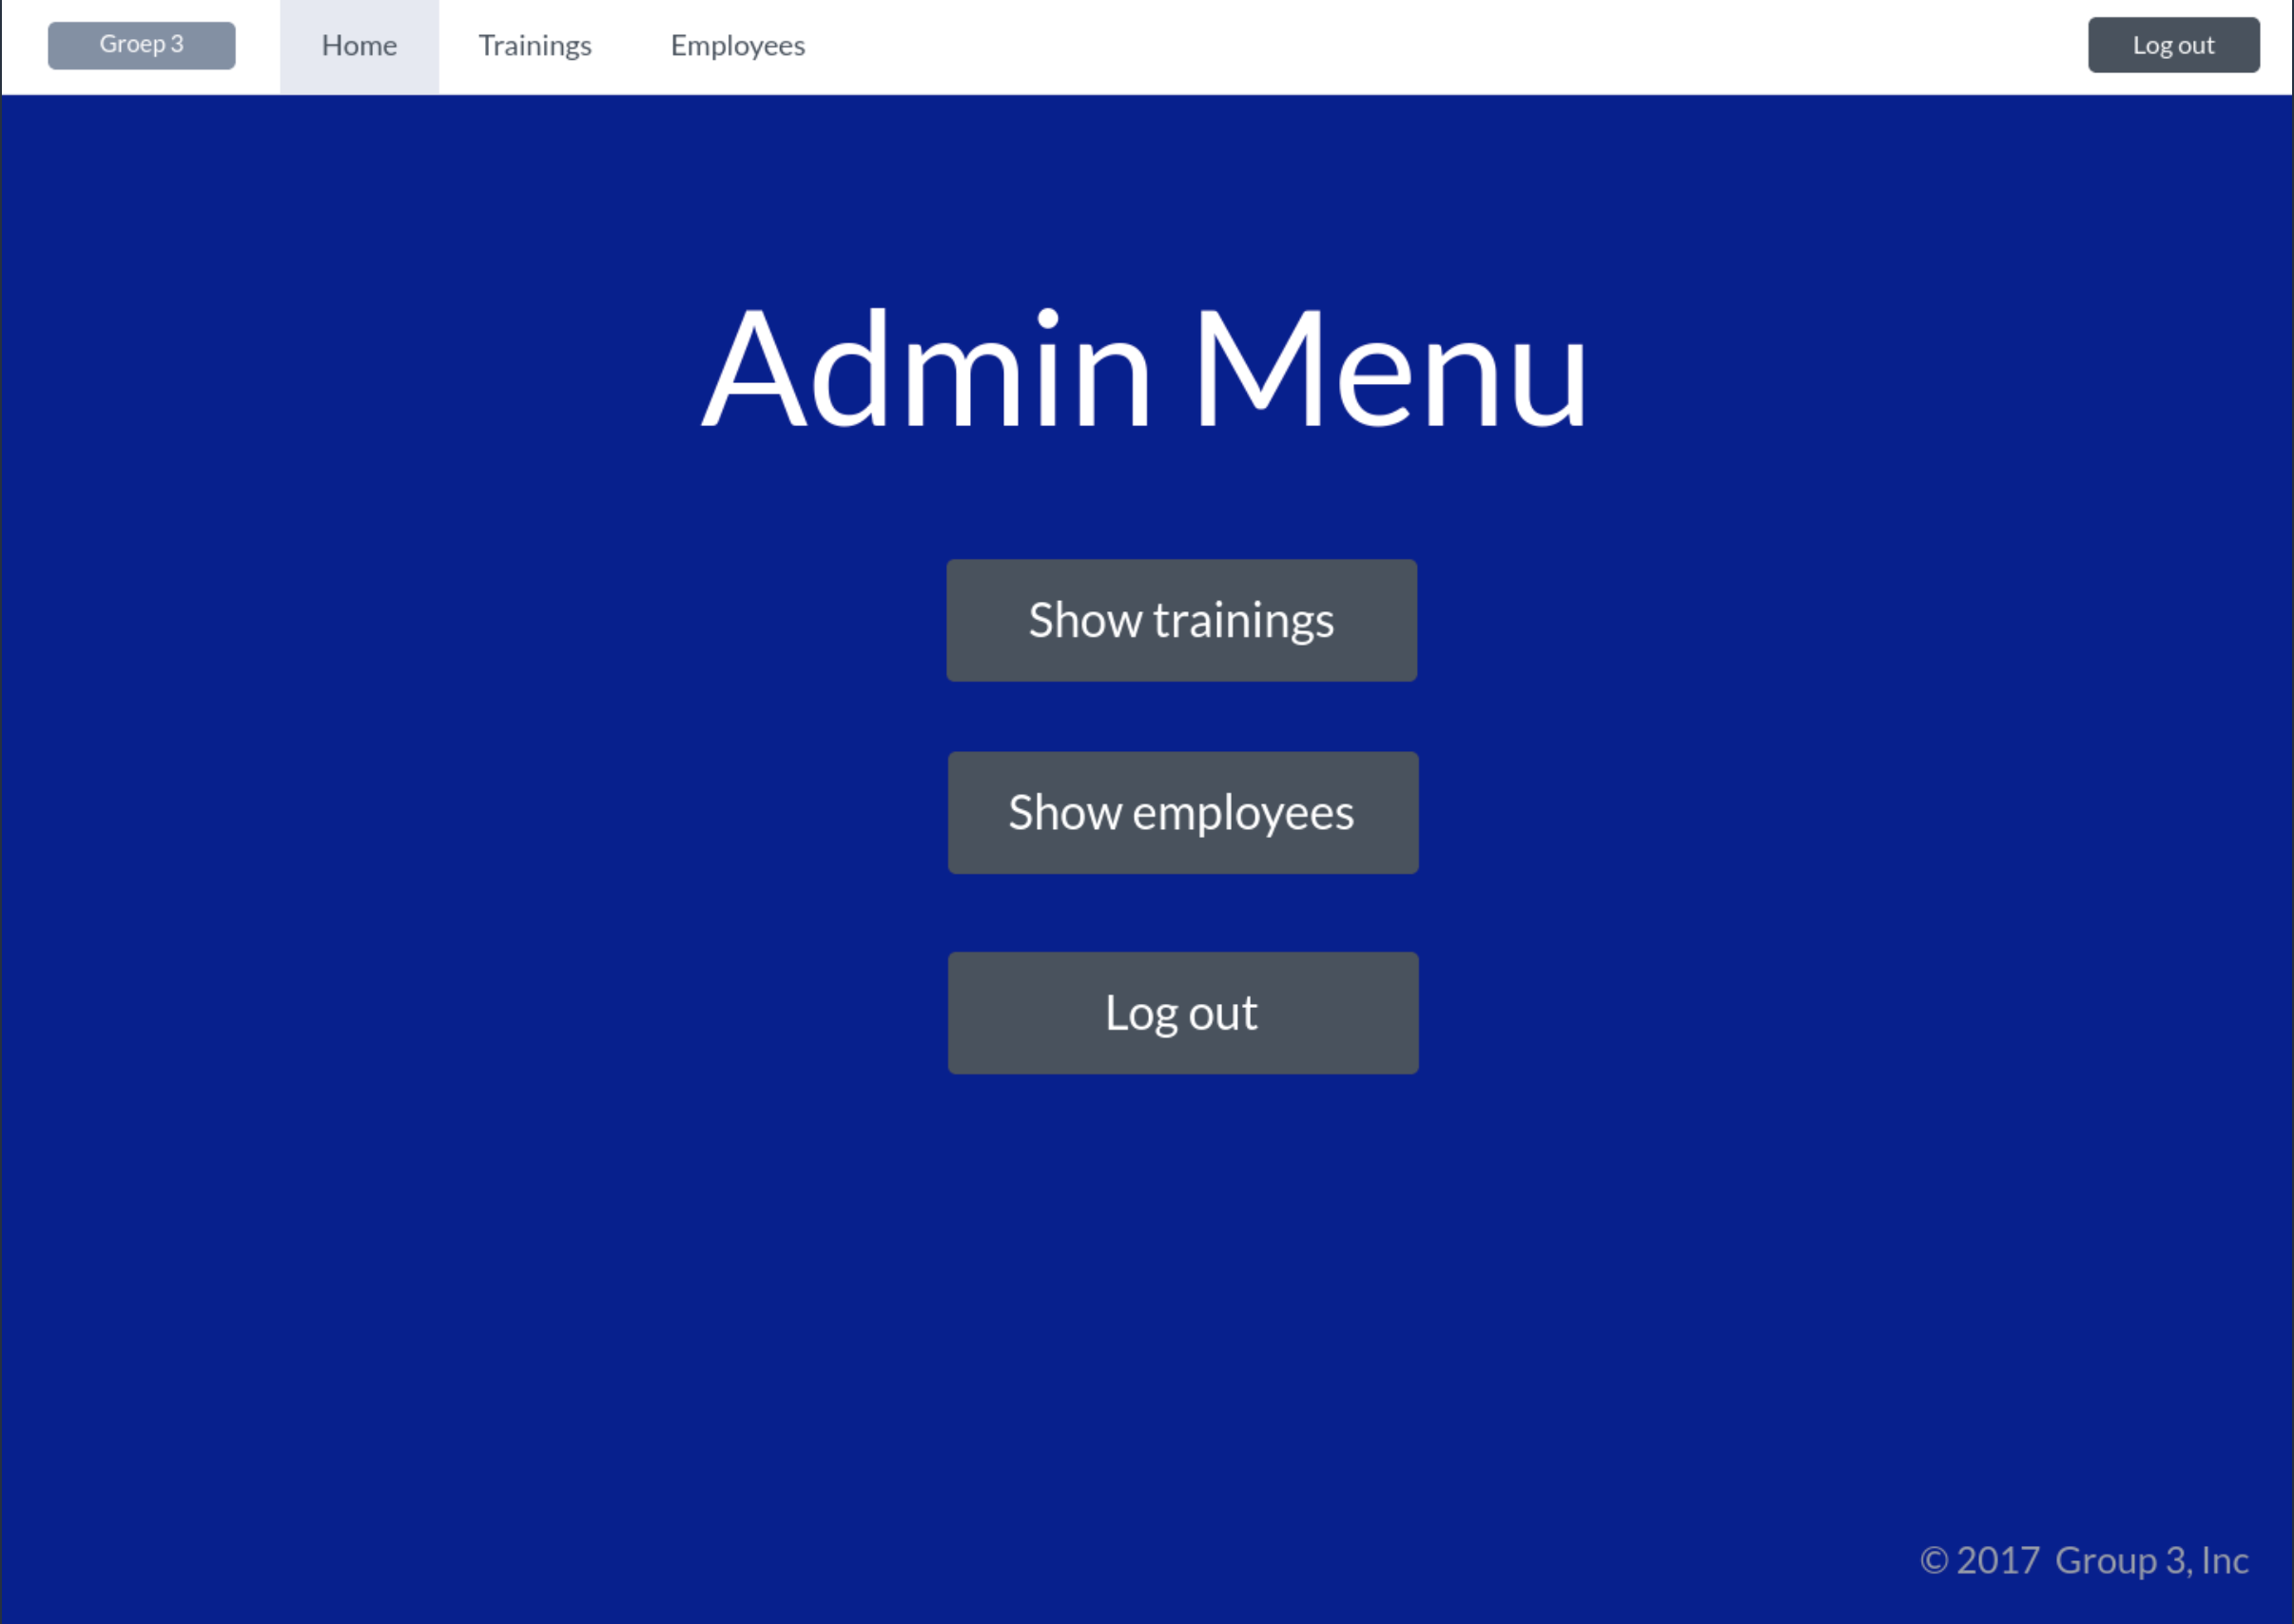 Groep 3 Home Trainings Employees Log out
Admin Menu
Show trainings
Show employees
Log out
© 2017 Group 3, Inc